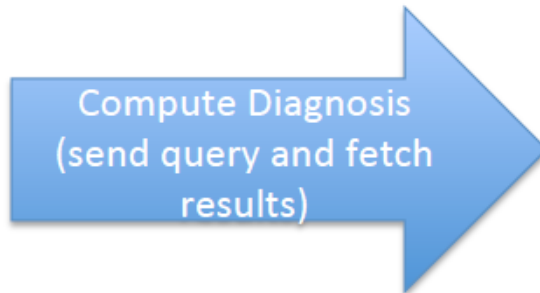 Compute Diagnosis
(send query and fetch
results)